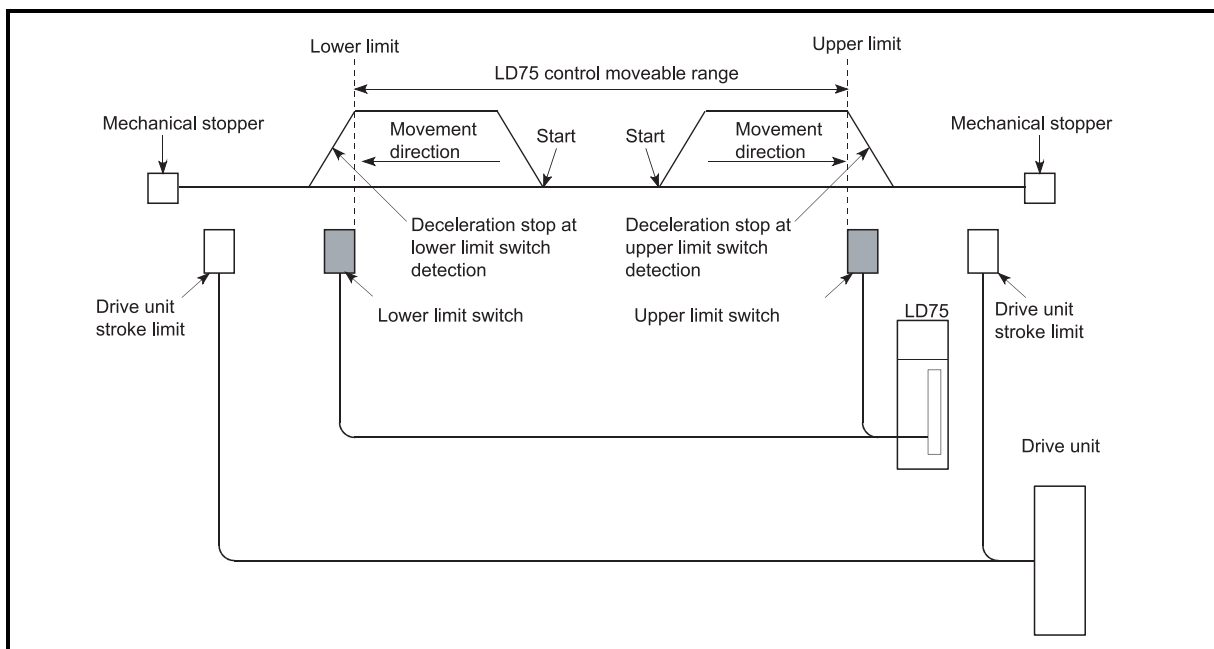 Lower limit
Upper limit
LD75 control moveable range
Mechanical stopper
Movement
direction
Start
Start
Movement
direction
Mechanical stopper
Deceleration stop at
lower limit switch
detection
Deceleration stop at
upper limit switch
detection
Drive unit
stroke limit
Lower limit switch
Upper limit switch
LD75
Drive unit
stroke limit
Drive unit